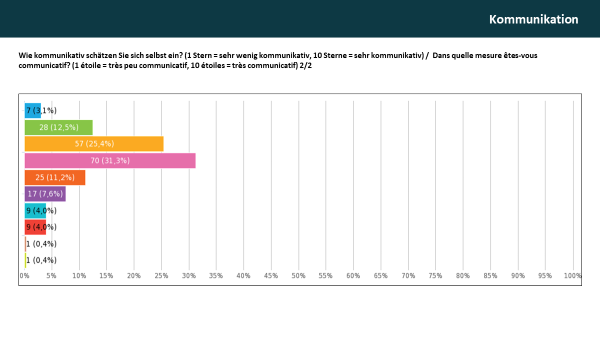 Kommunikation
Wie kommunikativ schätzen Sie sich selbst ein? (1 Stern = sehr wenig kommunikativ, 10 Sterne = sehr kommunikativ) / Dans quelle mesure êtes-vous
communicatif? (1 étoile = très peu communicatif, 10 étoiles = très communicatif) 2/2
7 (3,1%)
28 (12,5%)
57 (25,4%)
70 (31,3%)
25 (11,2%)
17 (7,6%)
9 (4,0%)
9 (4,0%)
1 (0,4%)
1 (0,4%)
0% 5% 10% 15% 20% 25% 30% 35% 40% 45% 50% 55% 60% 65% 70% 75% 80% 85% 90% 95% 100%